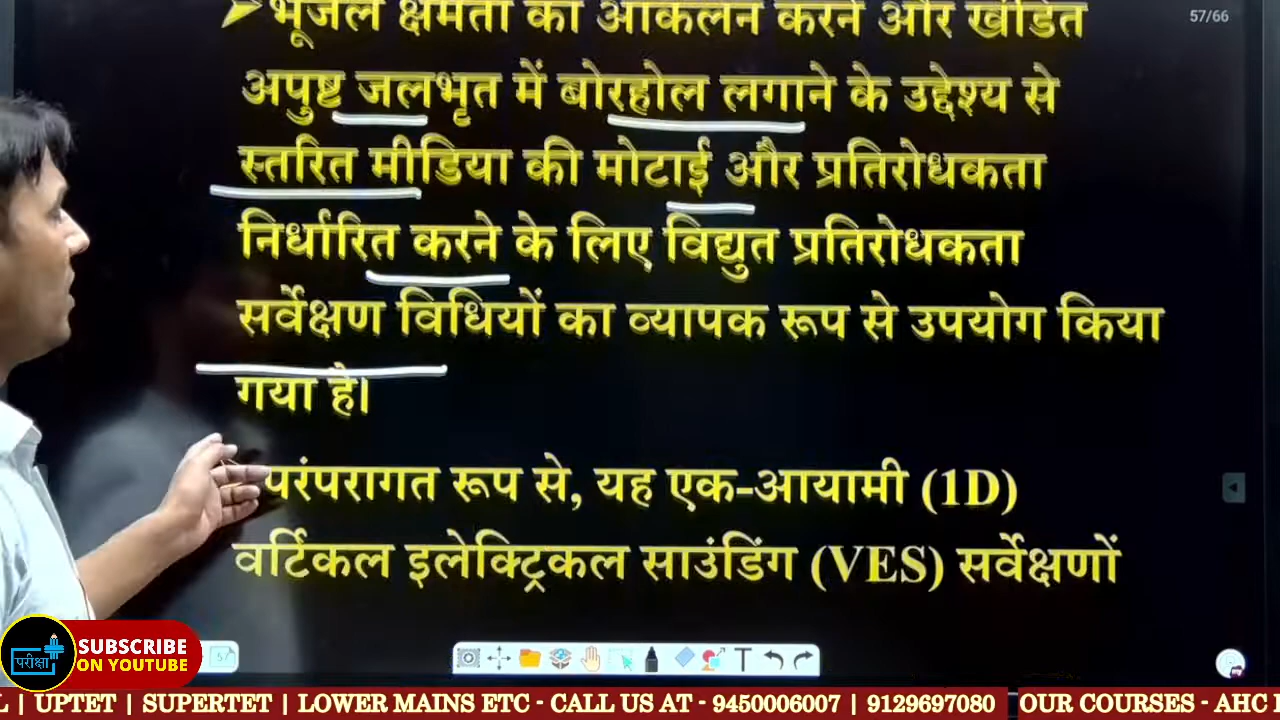 भूजल क्षमता का आकलन करने और खंडित
57/66
अपुष्ट जलभृत में बोरहोल लगाने के उद्देश्य से
स्तरित मीडिया की मोटाई और प्रतिरोधकता
निर्धारित करने के लिए विद्युत प्रतिरोधकता
सर्वेक्षण विधियों का व्यापक रूप से उपयोग किया
गया है।
परंपरागत रूप से, यह एक-आयामी (1D)
वर्टिकल इलेक्ट्रिकल साउंडिंग (VES) सर्वेक्षणों
परीक्षा
SUBSCRIBE
ON YOUTUBE
57
T
| UPTET | SUPERTET | LOWER MAINS ETC - CALL US AT - 9450006007 | 9129697080 OUR COURSES - AHC